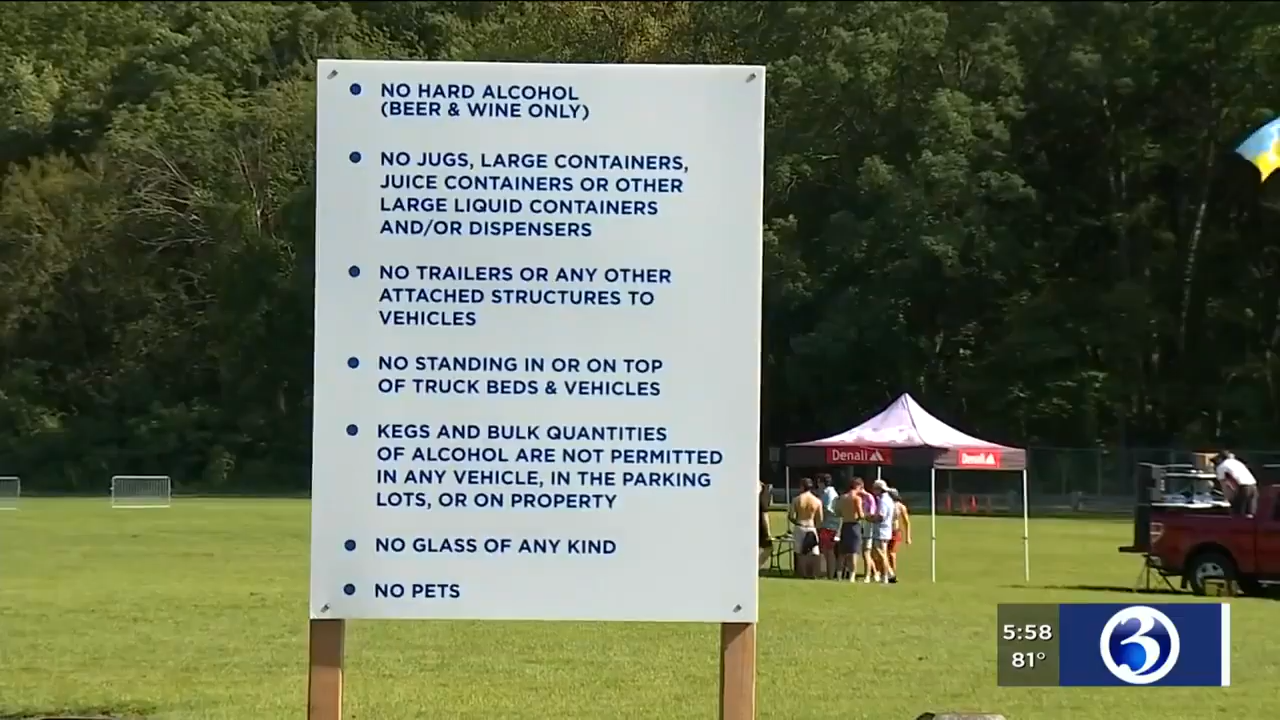 NO HARD ALCOHOL
(BEER & WINE ONLY)
NO JUGS, LARGE CONTAINERS,
JUICE CONTAINERS OR OTHER
LARGE LIQUID CONTAINERS
AND/OR DISPENSERS
NO TRAILERS OR ANY OTHER
ATTACHED STRUCTURES TO
VEHICLES
NO STANDING IN OR ON TOP
OF TRUCK BEDS & VEHICLES
KEGS AND BULK QUANTITIES
OF ALCOHOL ARE NOT PERMITTED
IN ANY VEHICLE, IN THE PARKING
LOTS, OR ON PROPERTY
NO GLASS OF ANY KIND
NO PETS
Denali
Denali
5:58
81°
3